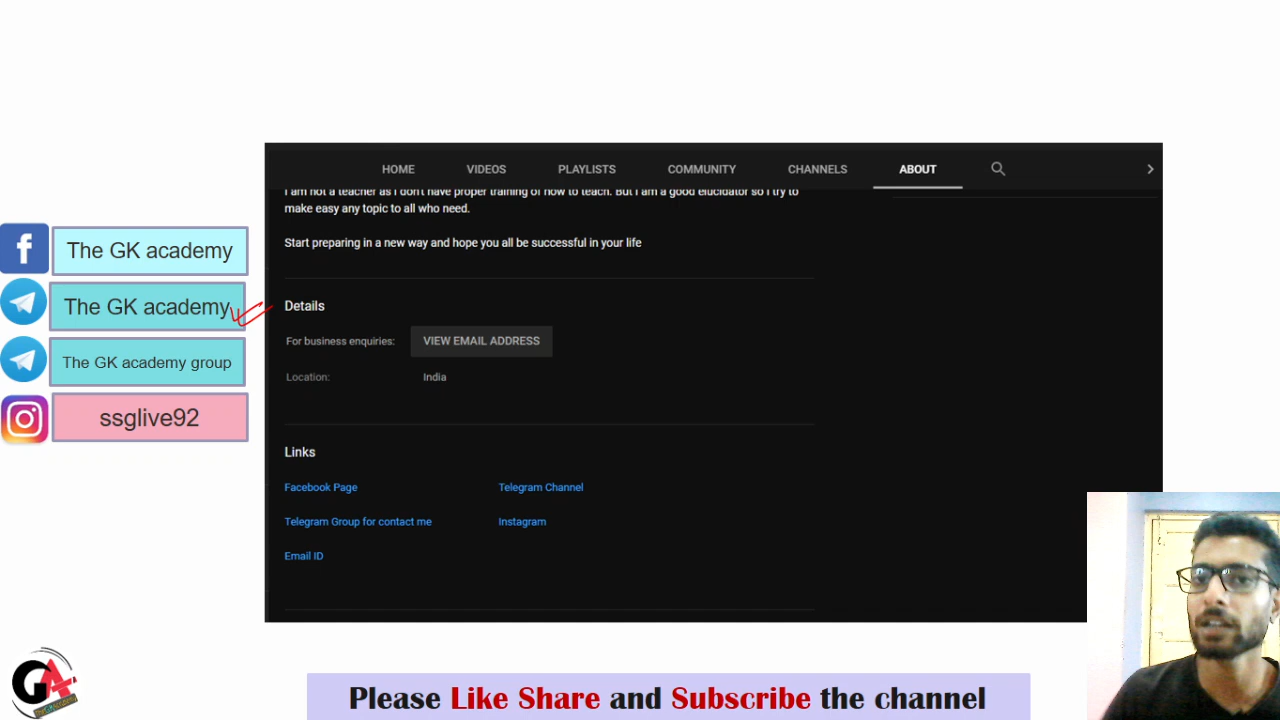 HOME VIDEOS PLAYLISTS COMMUNITY CHANNELS ABOUT
I am not a teacher as I don't have proper training of how to teach. But I am a good elucidator so I try to
make easy any topic to all who need.
Start preparing in a new way and hope you all be successful in your life
The GK academy
The GK academy
The GK academy group
ssglive92
Details
For business enquiries: VIEW EMAIL ADDRESS
Location: India
Links
Facebook Page Telegram Channel
Telegram Group for contact me Instagram
Email ID
GA
Please Like Share and Subscribe the channel